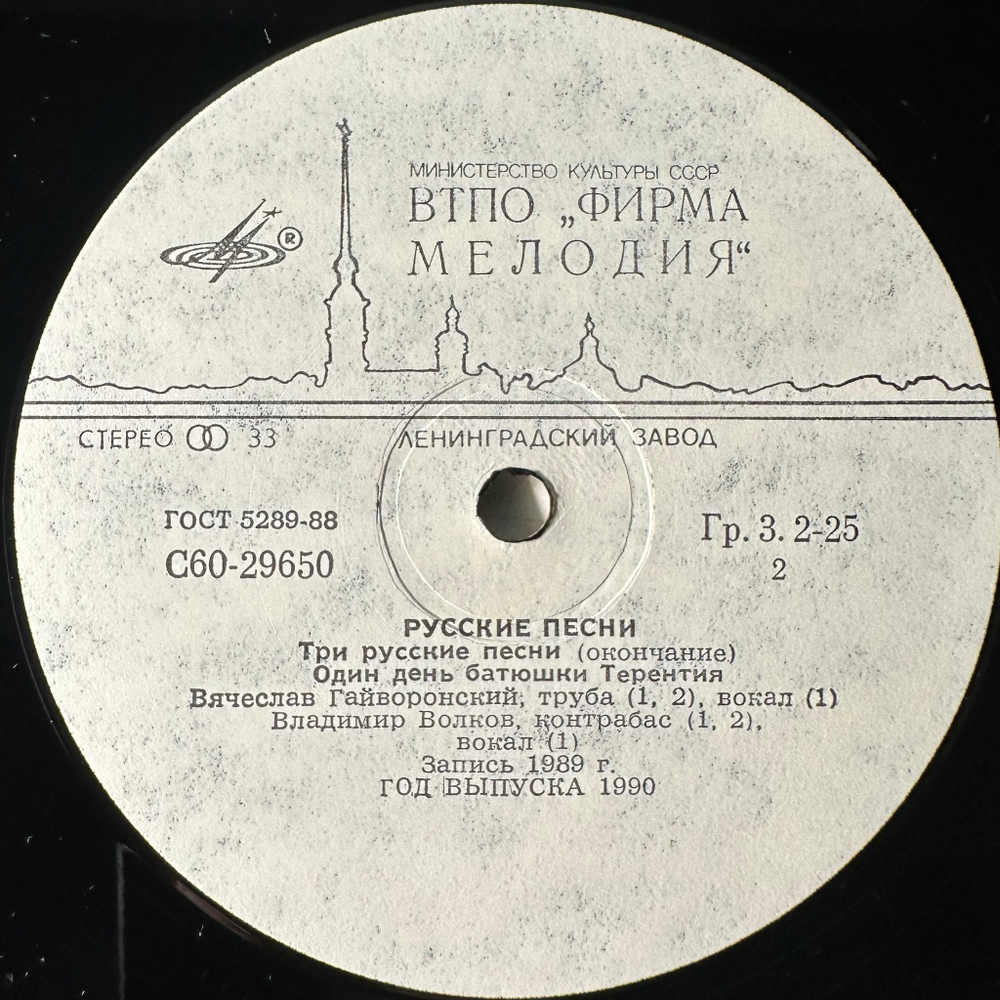 МИНИСТЕРСТВО КУЛЬТУРЫ СССР
ВТПО „ФИРМА
МЕЛОДИЯ“
®
СТЕРЕО 33
ЛЕНИНГРАДСКИЙ ЗАВОД
ГОСТ 5289-88
С60-29650
Гр. 3. 2-25
2
РУССКИЕ ПЕСНИ
Три русские песни (окончание)
Один день батюшки Терентия
Вячеслав Гайворонский, труба (1, 2), вокал (1)
Владимир Волков, контрабас (1, 2),
вокал (1)
Запись 1989 г.
ГОД ВЫПУСКА 1990